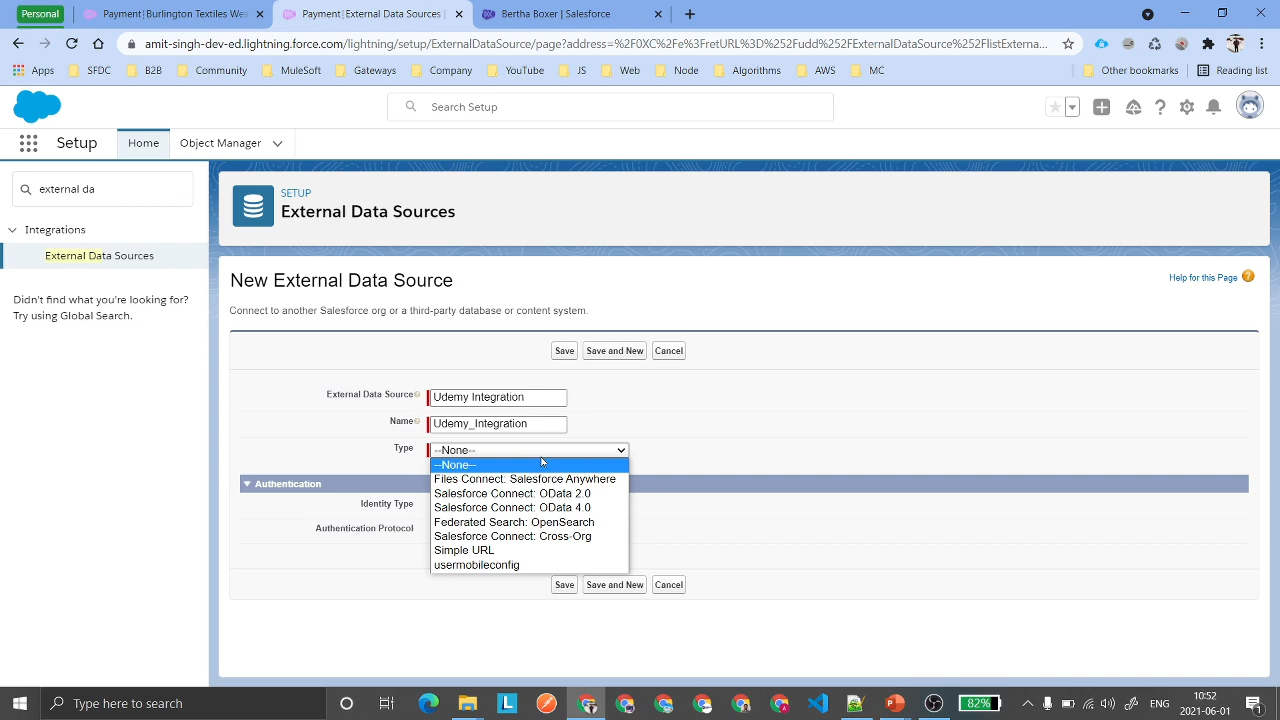 Personal
Payment | Burlington Textiles Wea
Payment | External Data Sources |
Bertha Boxer | Salesforce
amit-singh-dev-ed.lightning.force.com/lightning/setup/ExternalDataSource/page?address=%2F0XC%2Fe%3FretURL%3D%252Fudd%252FExternalDataSource%252FlistExterna...
Apps
SFDC
B2B
Community
MuleSoft
Gateways
Company
YouTube
JS
Web
Node
Algorithms
AWS
MC
Other bookmarks
Reading list
Search Setup
Setup
Home
Object Manager
external da
Integrations
External Data Sources
Didn't find what you're looking for?
Try using Global Search.
SETUP
External Data Sources
New External Data Source
Help for this Page
Connect to another Salesforce org or a third-party database or content system.
Save
Save and New
Cancel
External Data Source
Udemy Integration
Name
Udemy_Integration
Type
--None--
--None--
Files Connect: Salesforce Anywhere
Salesforce Connect: OData 2.0
Salesforce Connect: OData 4.0
Federated Search: OpenSearch
Salesforce Connect: Cross-Org
Simple URL
usermobileconfig
Authentication
Identity Type
Authentication Protocol
Save
Save and New
Cancel
Type here to search
82%
ENG
10:52
2021-06-01